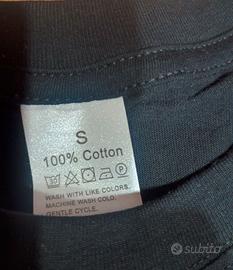 S
100% Cotton
WASH WITH LIKE COLORS.
MACHINE WASH COLD.
GENTLE CYCLE.
subito